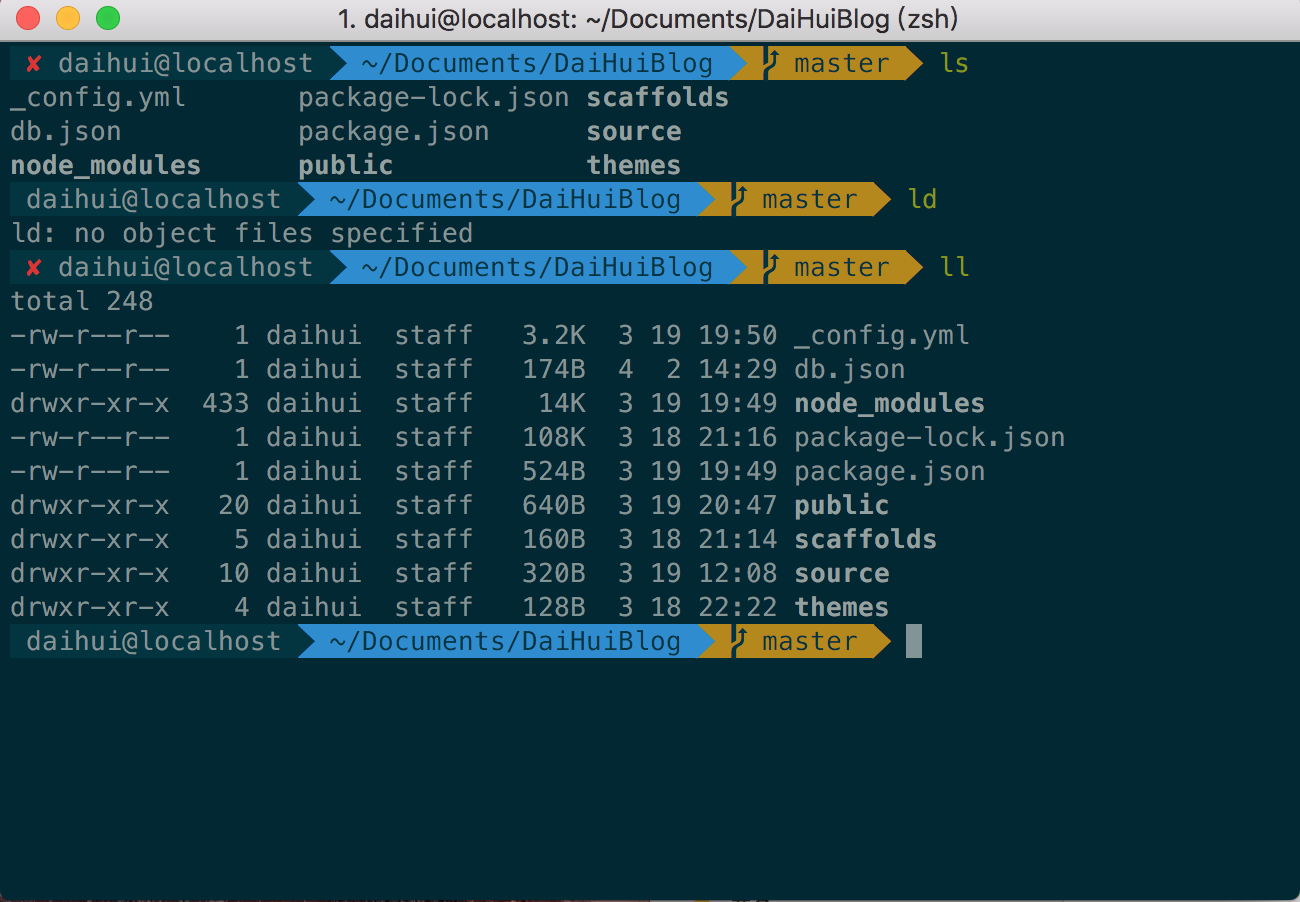 1. daihui@localhost: ~/Documents/DaiHuiBlog (zsh)
✘ daihui@localhost ~/Documents/DaiHuiBlog master ls
_config.yml package-lock.json scaffolds
db.json package.json source
node_modules public themes
daihui@localhost ~/Documents/DaiHuiBlog master ld
ld: no object files specified
✘ daihui@localhost ~/Documents/DaiHuiBlog master ll
total 248
-rw-r--r-- 1 daihui staff 3.2K 3 19 19:50 _config.yml
-rw-r--r-- 1 daihui staff 174B 4 2 14:29 db.json
drwxr-xr-x 433 daihui staff 14K 3 19 19:49 node_modules
-rw-r--r-- 1 daihui staff 108K 3 18 21:16 package-lock.json
-rw-r--r-- 1 daihui staff 524B 3 19 19:49 package.json
drwxr-xr-x 20 daihui staff 640B 3 19 20:47 public
drwxr-xr-x 5 daihui staff 160B 3 18 21:14 scaffolds
drwxr-xr-x 10 daihui staff 320B 3 19 12:08 source
drwxr-xr-x 4 daihui staff 128B 3 18 22:22 themes
daihui@localhost ~/Documents/DaiHuiBlog master